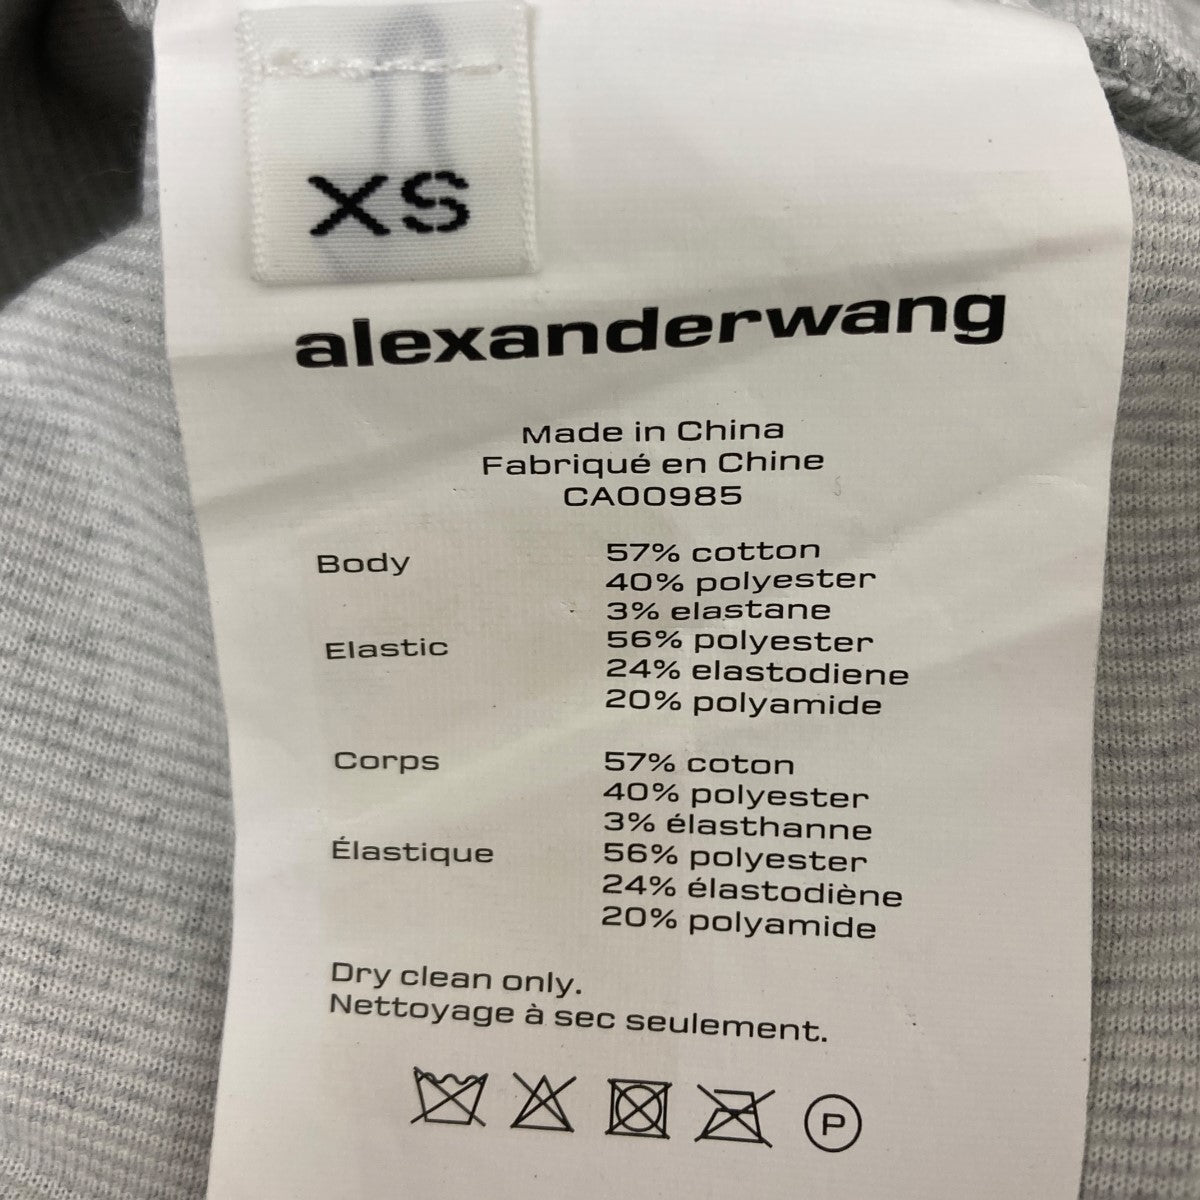 XS
alexanderwang
Made in China
Fabriqué en Chine
CA00985
Body 57% cotton
40% polyester
3% elastane
Elastic 56% polyester
24% elastodiene
20% polyamide
Corps 57% coton
40% polyester
3% élasthanne
Élastique 56% polyester
24% élastodiène
20% polyamide
Dry clean only.
Nettoyage à sec seulement.
P